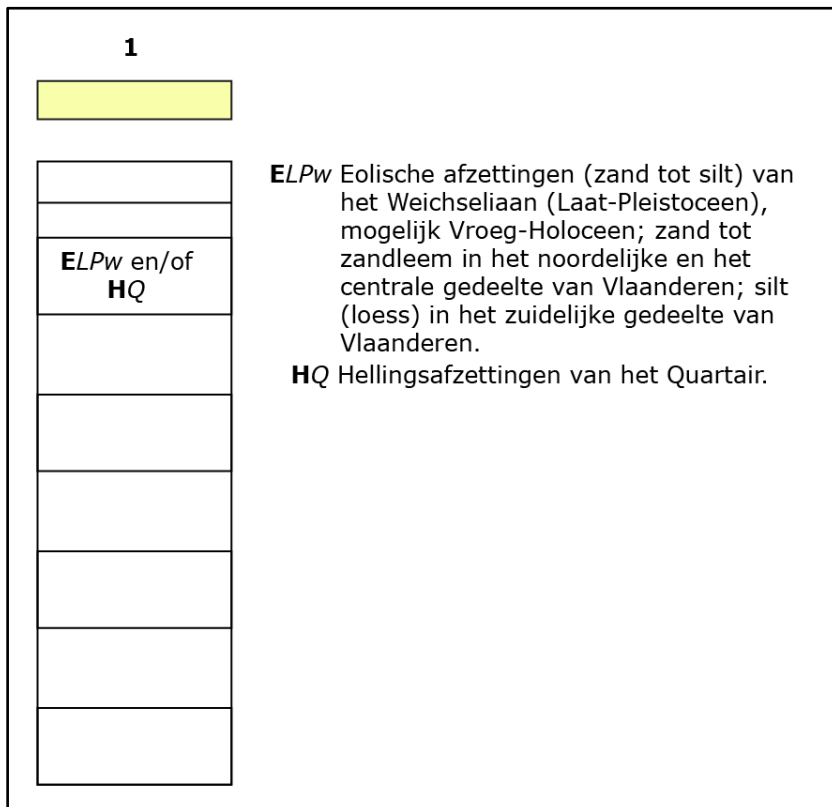 1
ELPw en/of
HQ
ELPw Eolische afzettingen (zand tot silt) van
het Weichseliaan (Laat-Pleistoceen),
mogelijk Vroeg-Holoceen; zand tot
zandleem in het noordelijke en het
centrale gedeelte van Vlaanderen; silt
(loess) in het zuidelijke gedeelte van
Vlaanderen.
HQ Hellingsafzettingen van het Quartair.